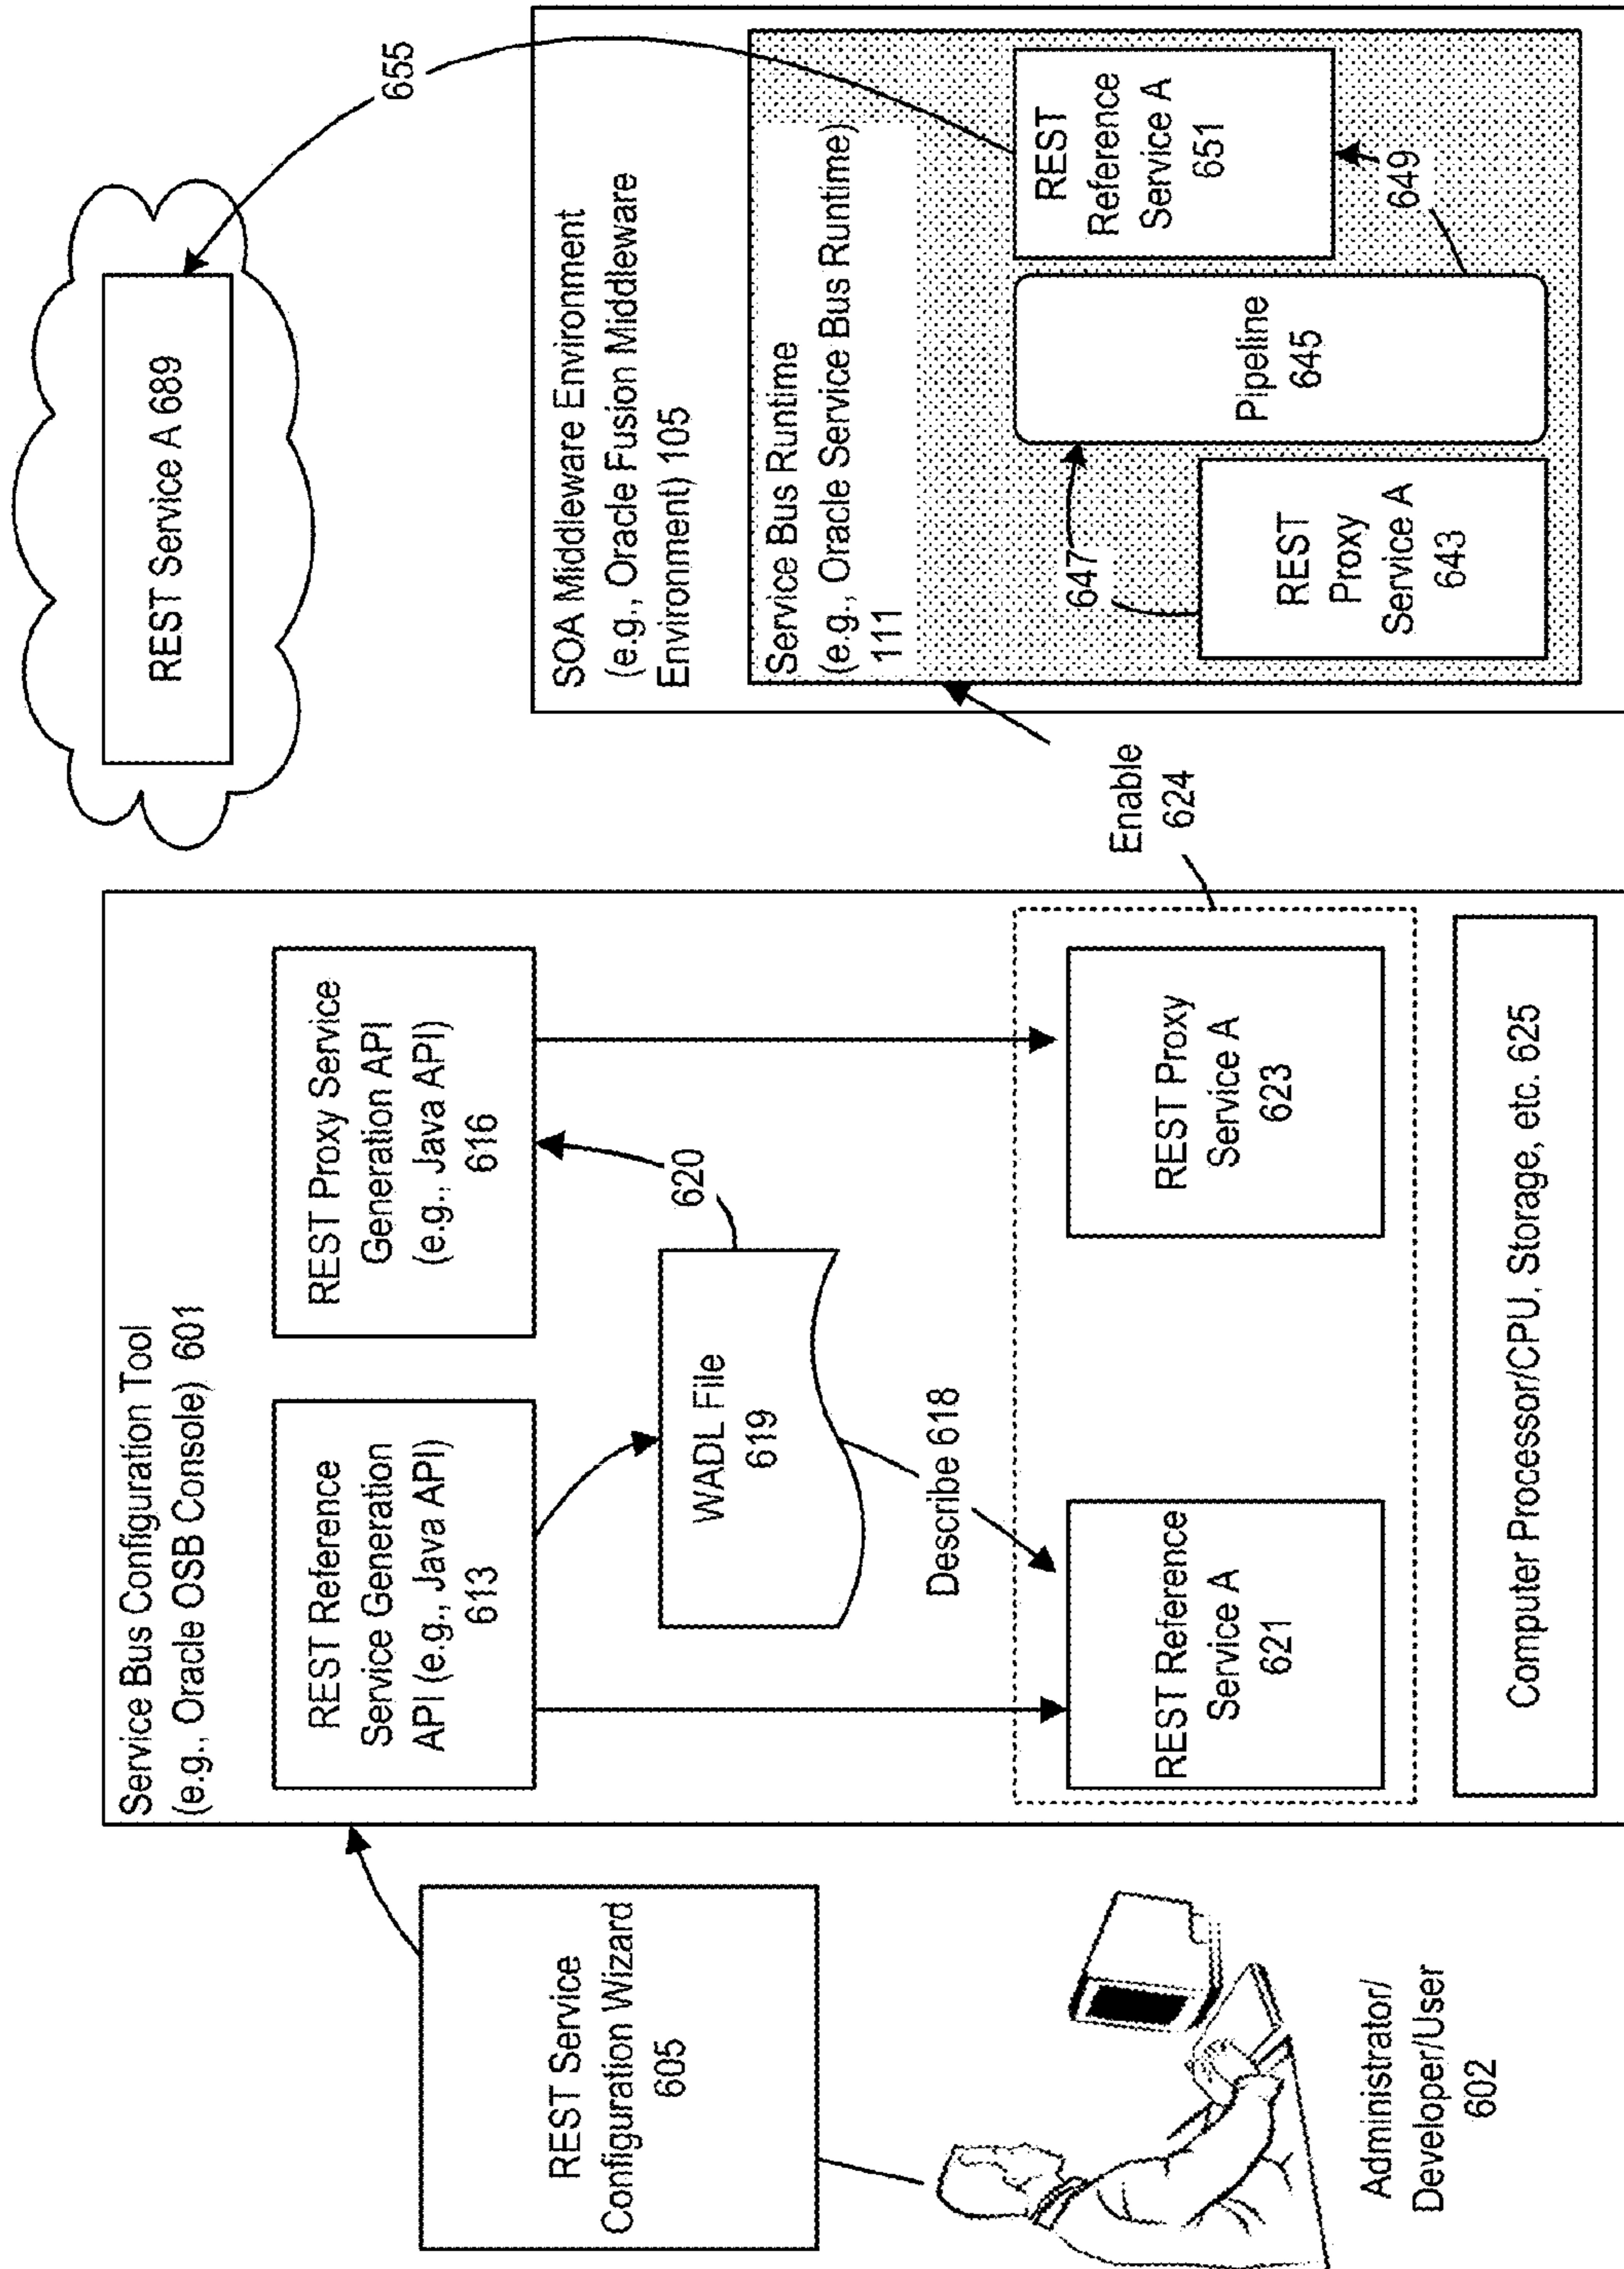 REST Service
Configuration Wizard
605
Administrator/
Developer/User
602
Service Bus Configuration Tool
(e.g., Oracle OSB Console) 601
REST Reference
Service Generation
API (e.g., Java API)
613
REST Proxy Service
Generation API
(e.g., Java API)
616
620
WADL File
619
Describe 618
REST Reference
Service A
621
REST Proxy
Service A
623
Computer Processor/CPU, Storage, etc. 625
Enable
624
REST Service A 689
655
SOA Middleware Environment
(e.g., Oracle Fusion Middleware
Environment) 105
Service Bus Runtime
(e.g., Oracle Service Bus Runtime)
111
647
REST
Proxy
Service A
643
Pipeline
645
REST
Reference
Service A
651
649